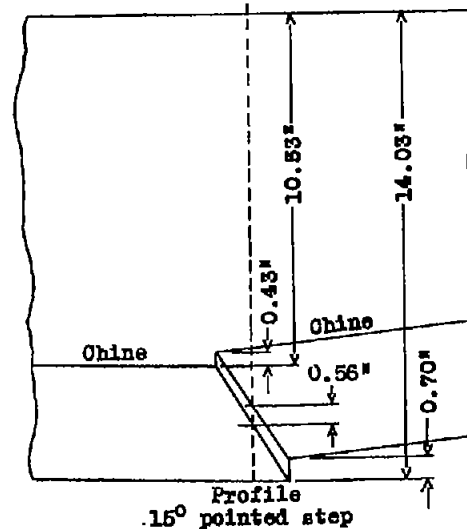 10.53"
14.03"
0.43"
Chine
Chine
0.56"
0.70"
Profile
15° pointed step